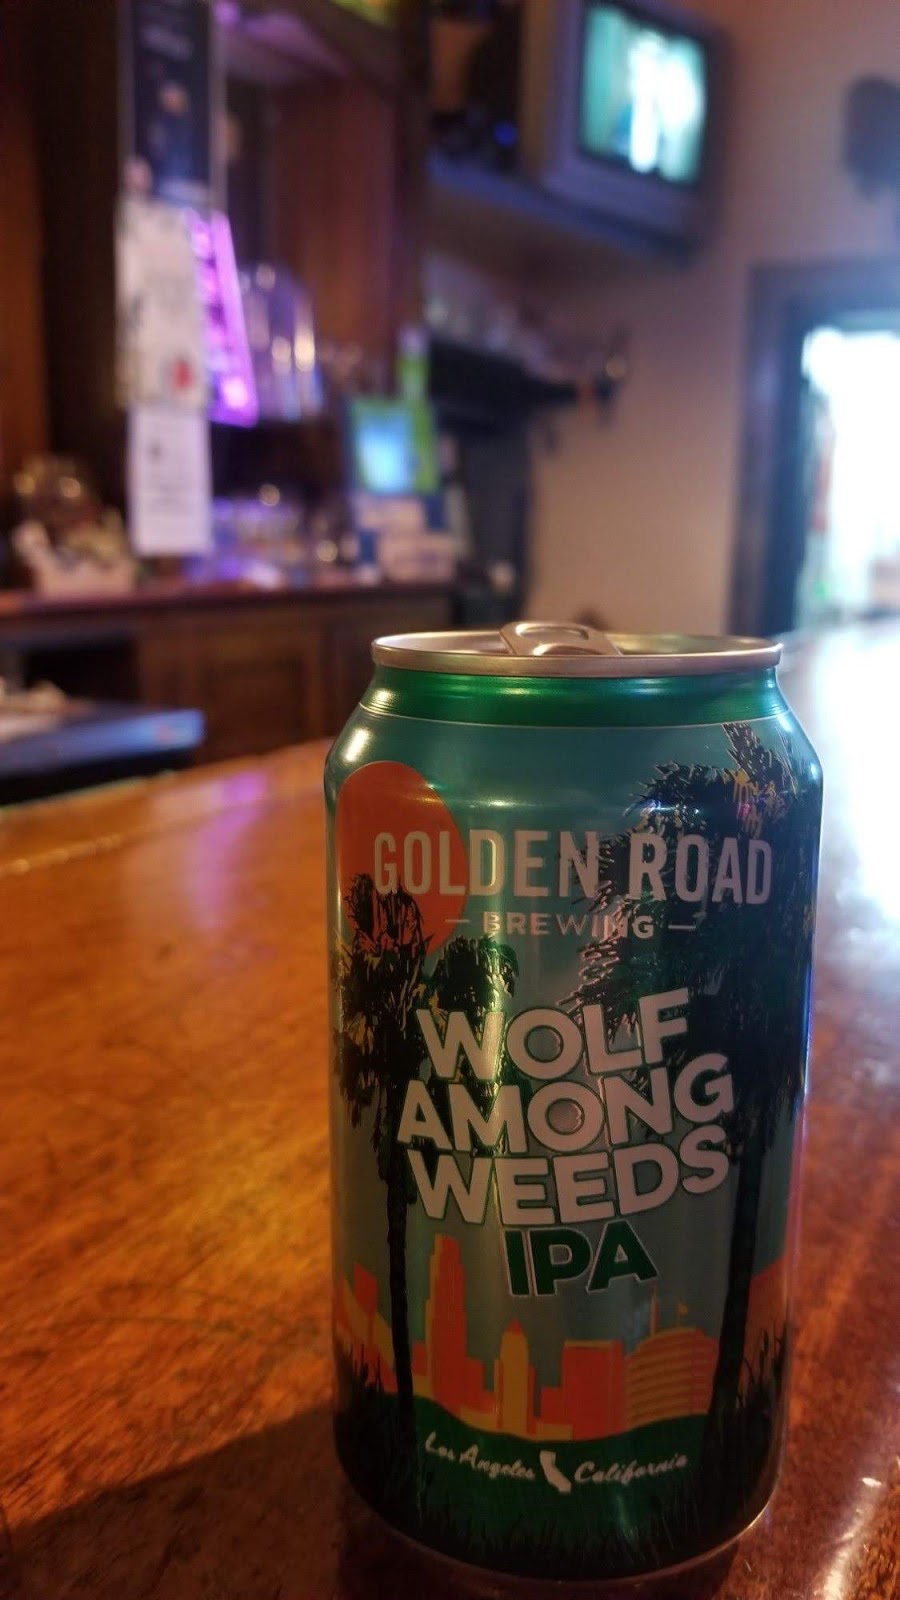 GOLDEN ROAD
— BREWING —
WOLF
AMONG
WEEDS
IPA
Los Angeles California